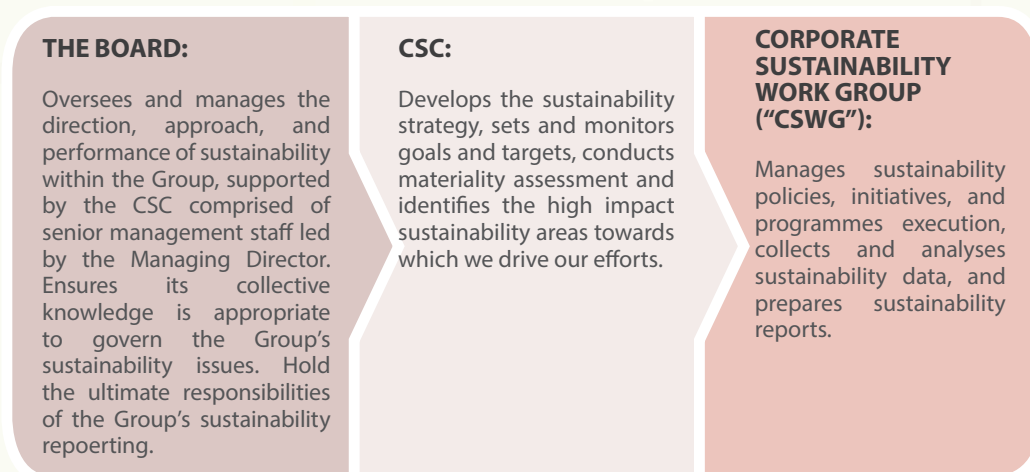 THE BOARD:
Oversees and manages the
direction, approach, and
performance of sustainability
within the Group, supported
by the CSC comprised of
senior management staff led
by the Managing Director.
Ensures its collective
knowledge is appropriate
to govern the Group's
sustainability issues. Hold
the ultimate responsibilities
of the Group's sustainability
repoerting.
CSC:
Develops the sustainability
strategy, sets and monitors
goals and targets, conducts
materiality assessment and
identifies the high impact
sustainability areas towards
which we drive our efforts.
CORPORATE
SUSTAINABILITY
WORK GROUP
("CSWG"):
Manages sustainability
policies, initiatives, and
programmes execution,
collects and analyses
sustainability data, and
prepares sustainability
reports.